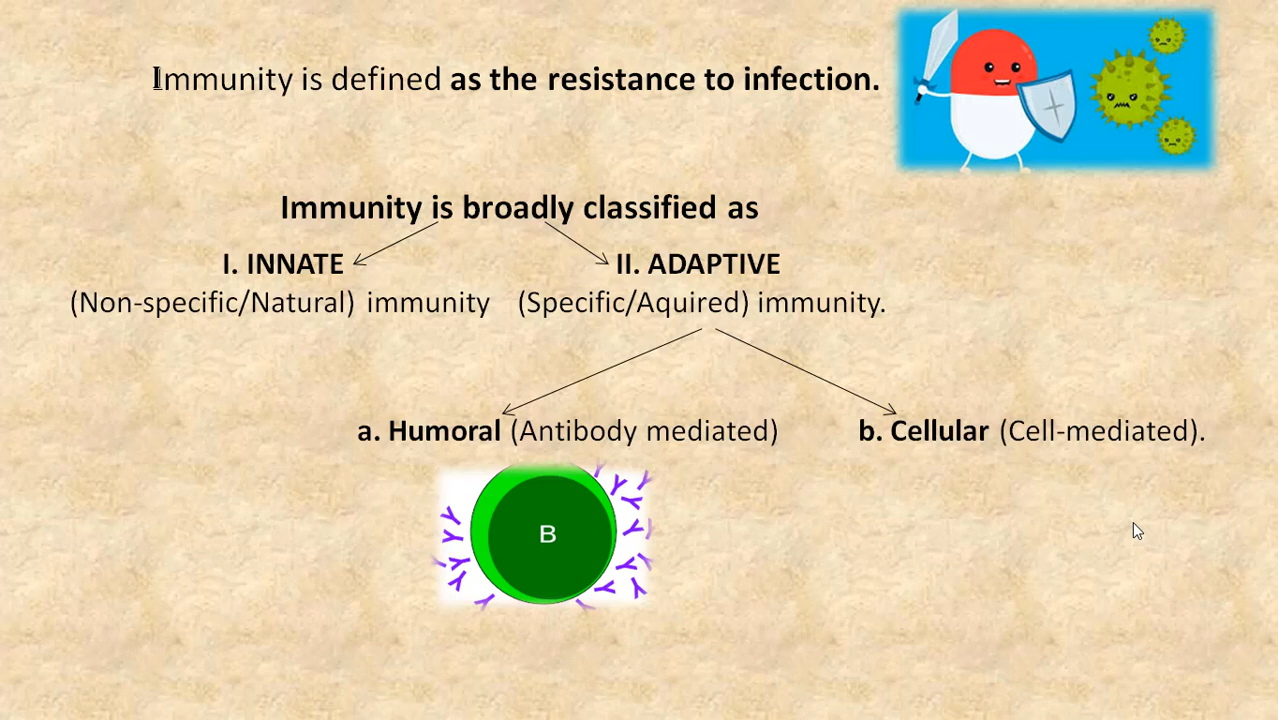 Immunity is defined as the resistance to infection.
Immunity is broadly classified as
I. INNATE II. ADAPTIVE
(Non-specific/Natural) immunity (Specific/Aquired) immunity.
a. Humoral (Antibody mediated) b. Cellular (Cell-mediated).
B